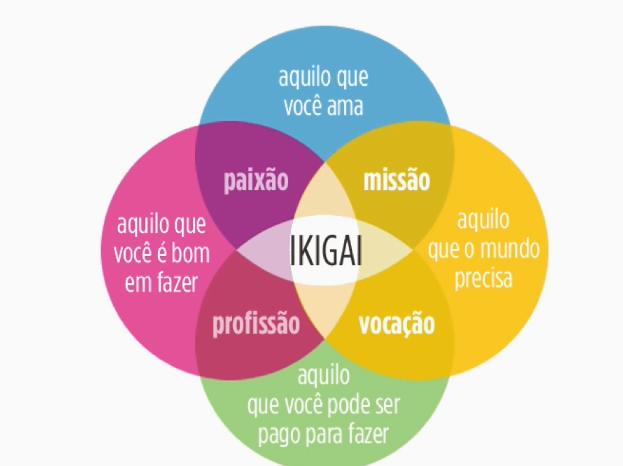 aquilo que
você ama
paixão
missão
aquilo que
você é bom
em fazer
IKIGAI
aquilo
que o mundo
precisa
profissão
vocação
aquilo
que você pode ser
pago para fazer